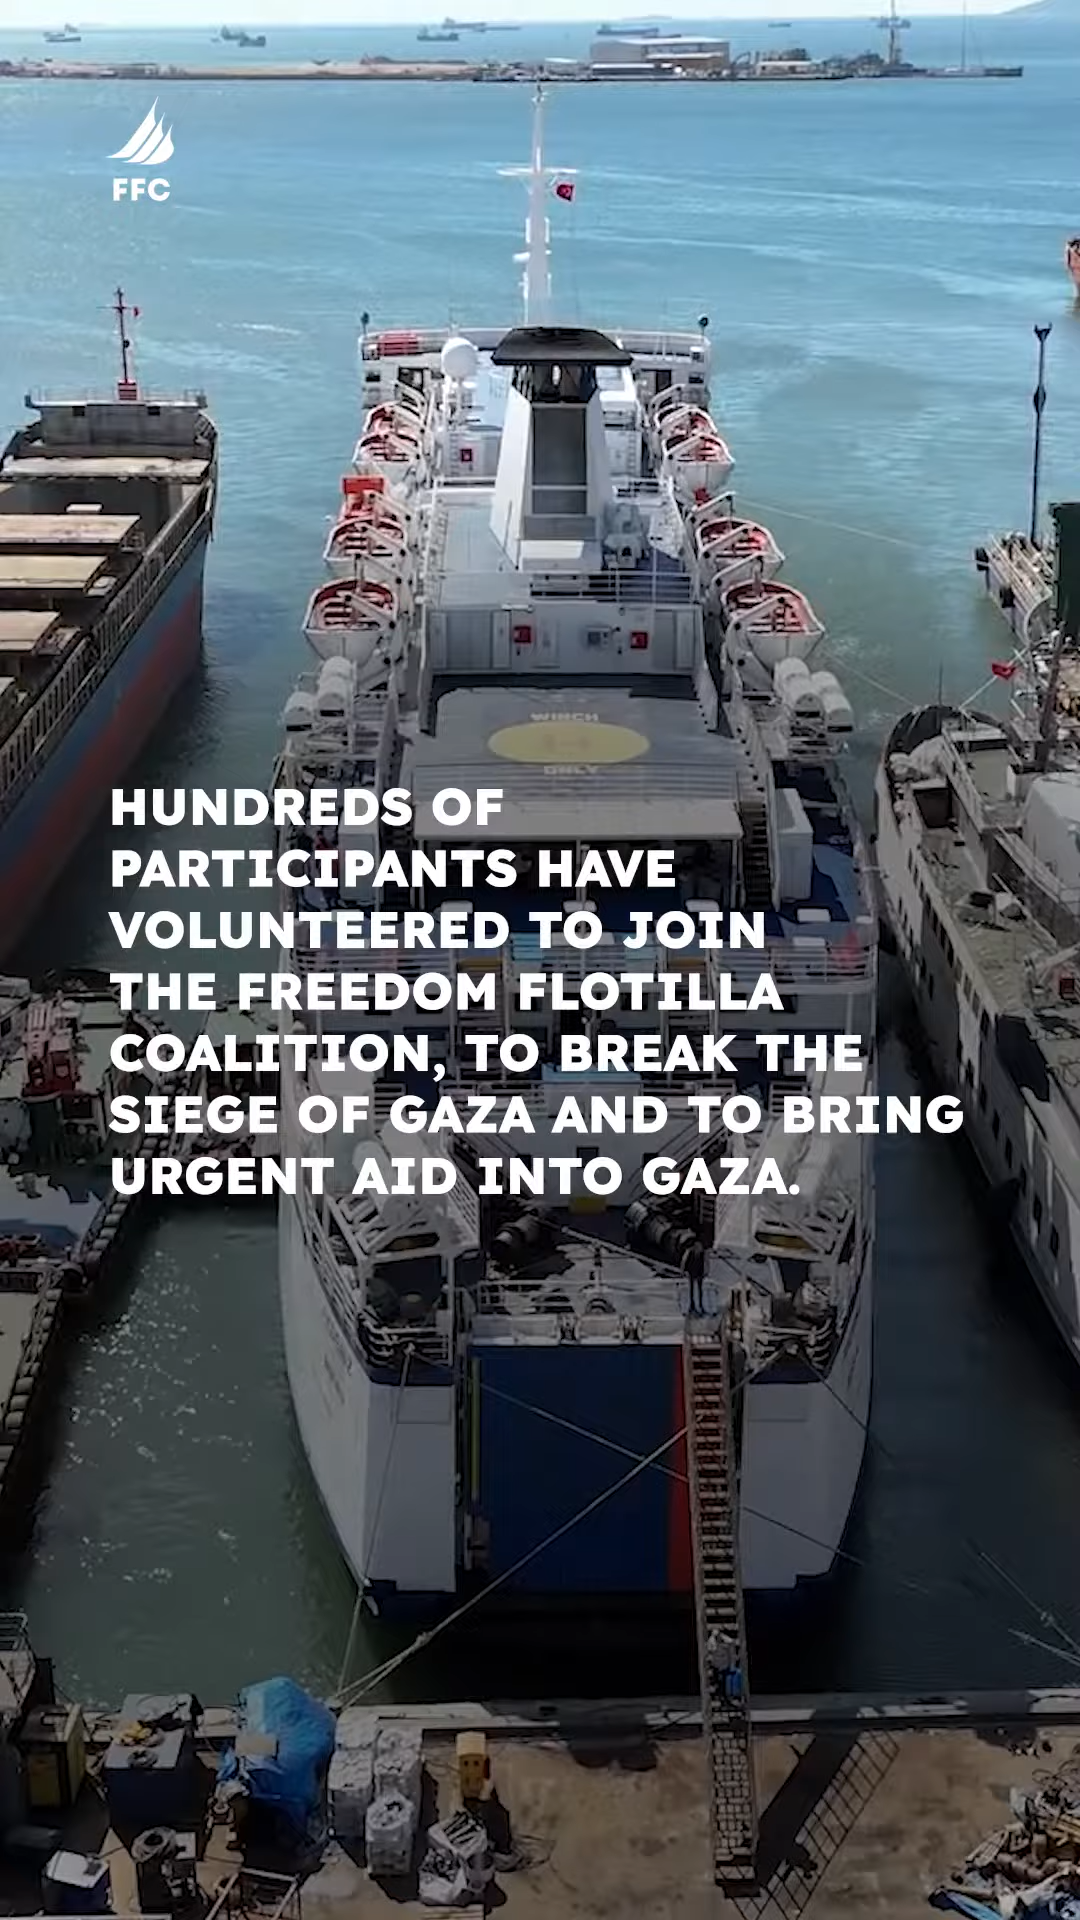 FFC
WINCH
ONLY
HUNDREDS OF
PARTICIPANTS HAVE
VOLUNTEERED TO JOIN
THE FREEDOM FLOTILLA
COALITION, TO BREAK THE
SIEGE OF GAZA AND TO BRING
URGENT AID INTO GAZA.